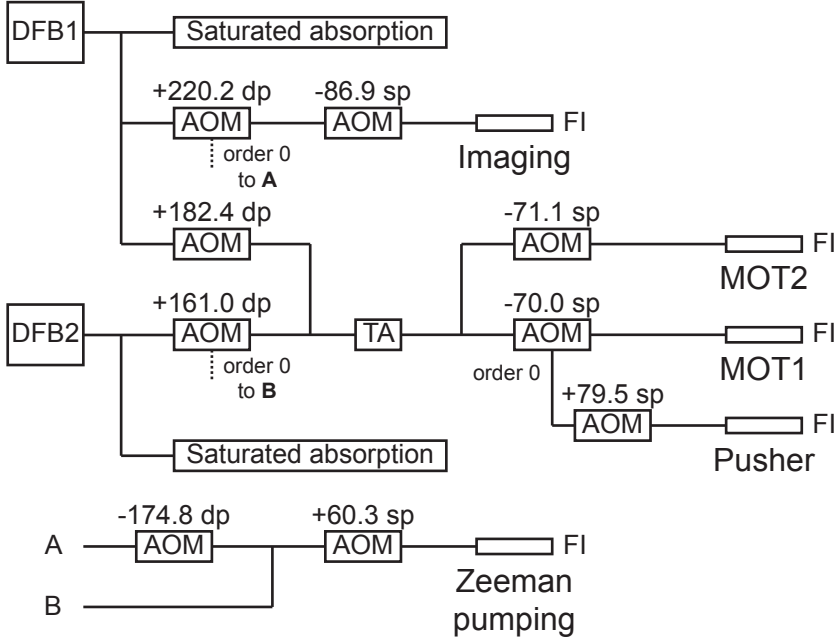 DFB1
Saturated absorption
+220.2 dp
-86.9 sp
AOM
AOM
FI
order 0
to A
Imaging
+182.4 dp
-71.1 sp
AOM
AOM
FI
MOT2
+161.0 dp
-70.0 sp
DFB2
AOM
TA
AOM
FI
order 0
to B
order 0
MOT1
+79.5 sp
AOM
FI
Saturated absorption
Pusher
-174.8 dp
+60.3 sp
A
AOM
AOM
FI
B
Zeeman
pumping